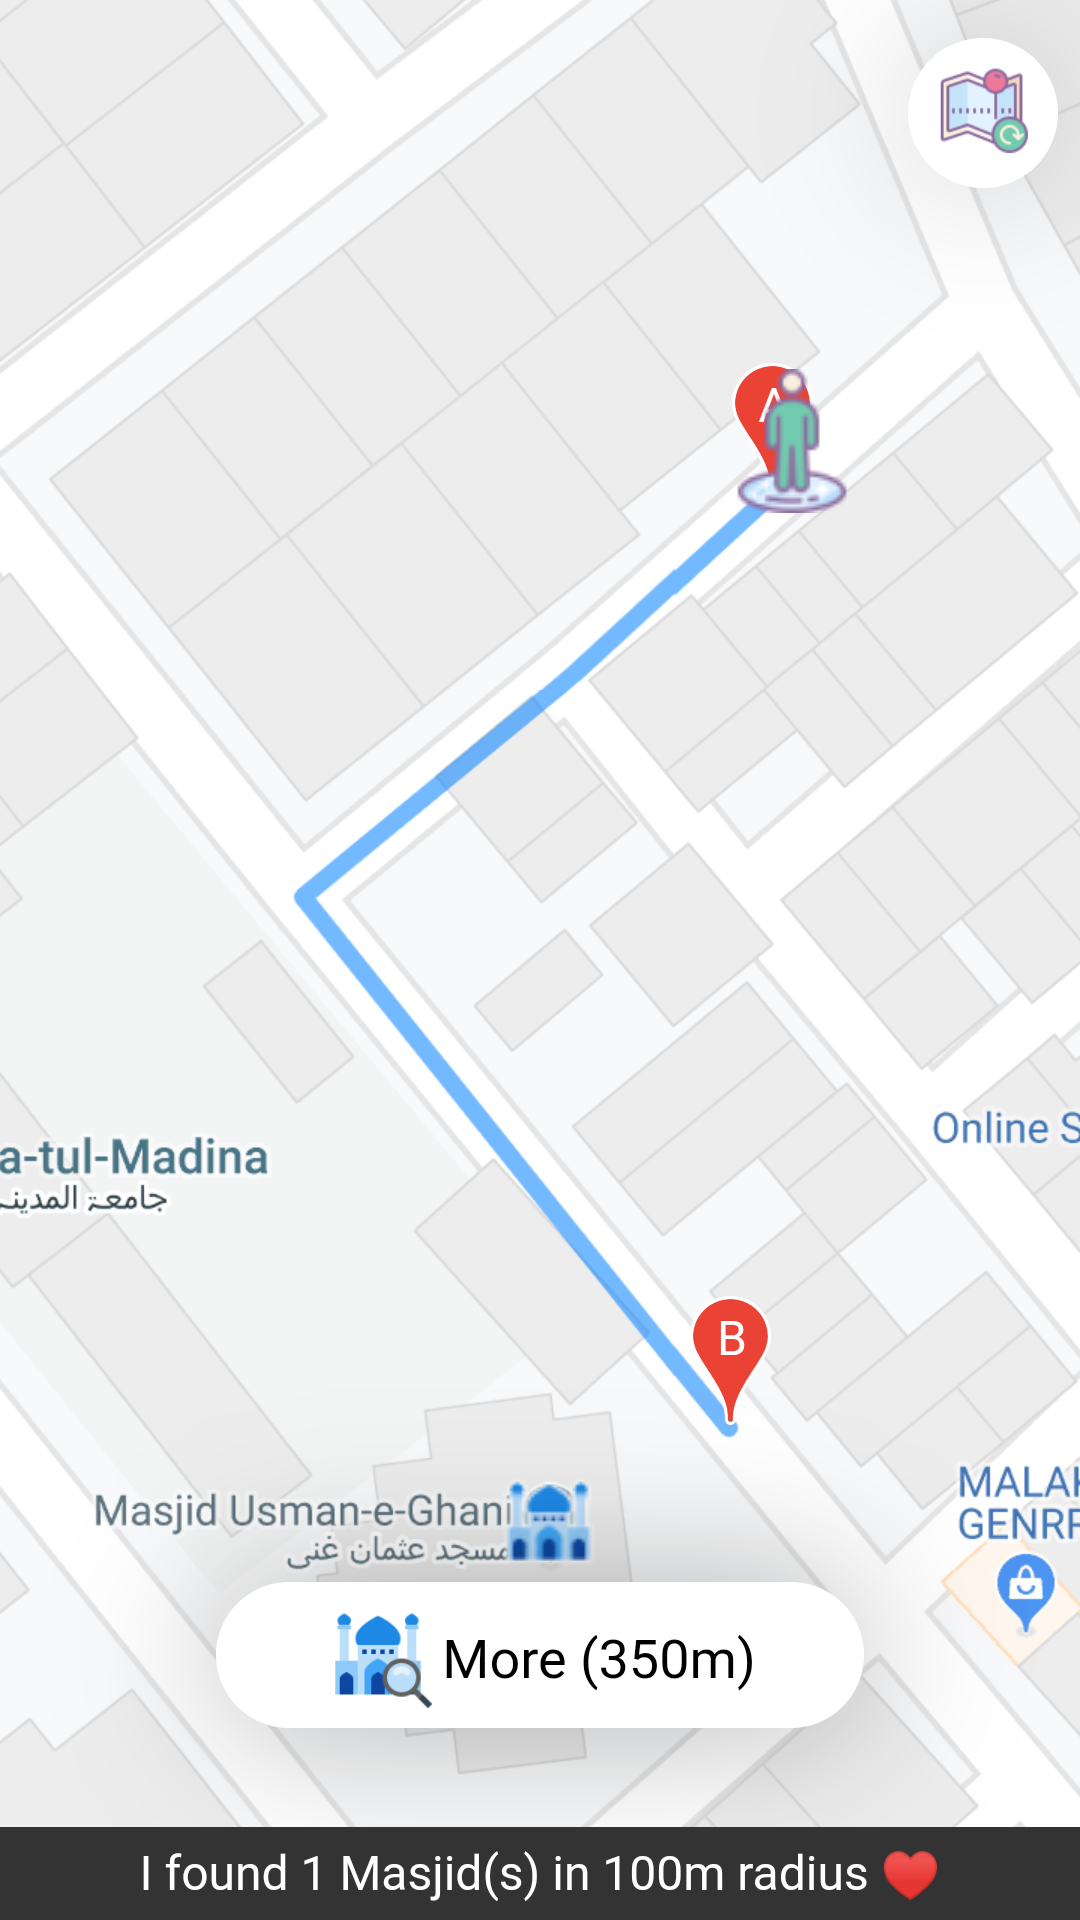 A
a-tul-Madina
جامعۃ المدینہ
Online S
B
MALAK
GENRE
Masjid Usman-e-Ghani
مسجد عثمان غنی
More (350m)
I found 1 Masjid(s) in 100m radius ❤️